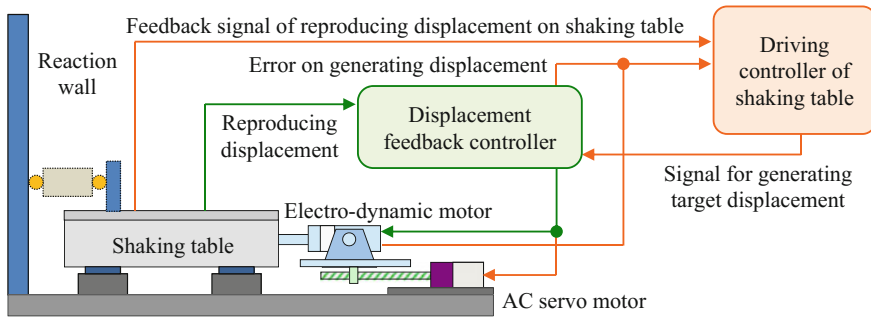 Feedback signal of reproducing displacement on shaking table
Driving
controller of
shaking table
Reaction
wall
Error on generating displacement
Displacement
feedback controller
Reproducing
displacement
Signal for generating
target displacement
Electro-dynamic motor
Shaking table
AC servo motor